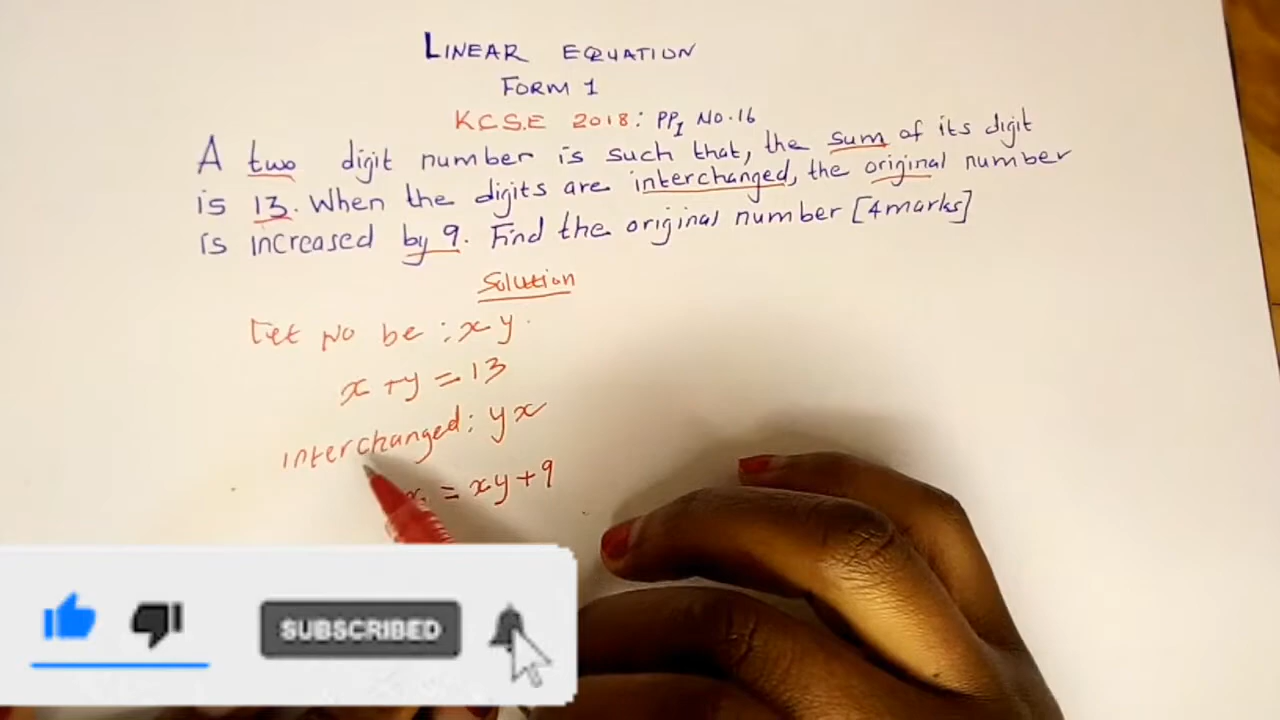 LINEAR EQUATION
FORM 1
K.C.S.E 2018: PP1 NO.16
A two digit number is such that, the sum of its digit
is 13. When the digits are interchanged, the original number
is increased by 9. Find the original number [4marks]
Solution
Let No be: xy.
x + y = 13
interchanged: yx
x = xy + 9
SUBSCRIBED